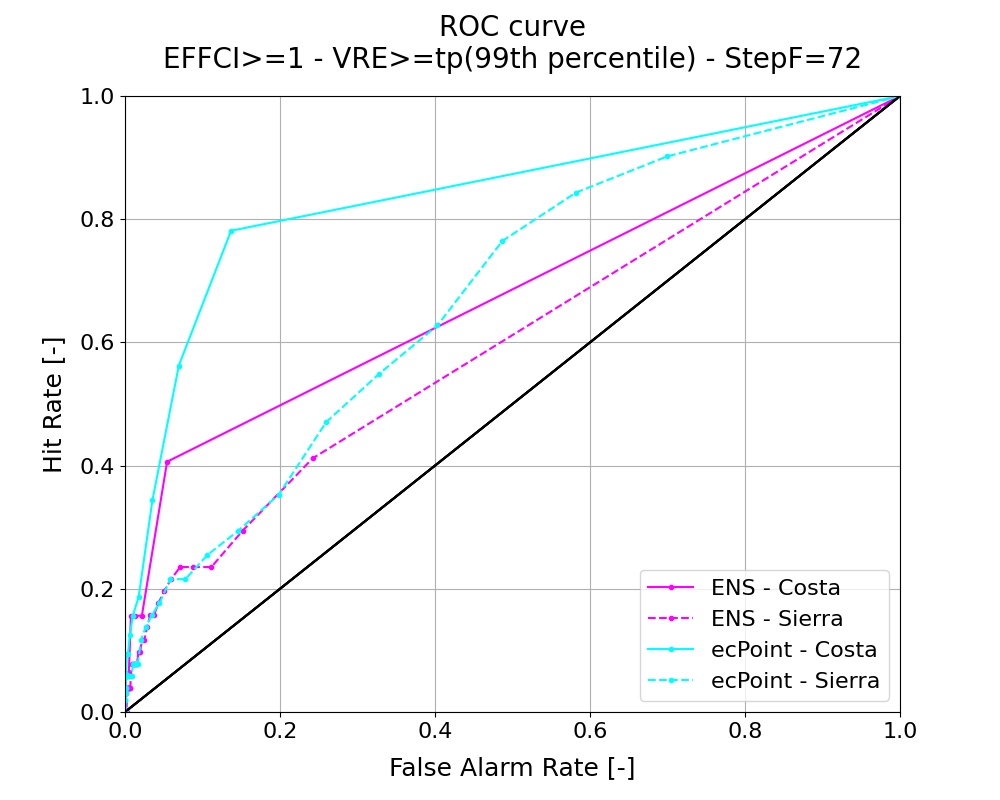 ROC curve
EFFCI>=1 - VRE>=tp(99th percentile) - StepF=72
1.0
0.8
0.6
0.4
0.2
0.0
Hit Rate [-]
0.0 0.2 0.4 0.6 0.8 1.0
False Alarm Rate [-]
ENS - Costa
ENS - Sierra
ecPoint - Costa
ecPoint - Sierra